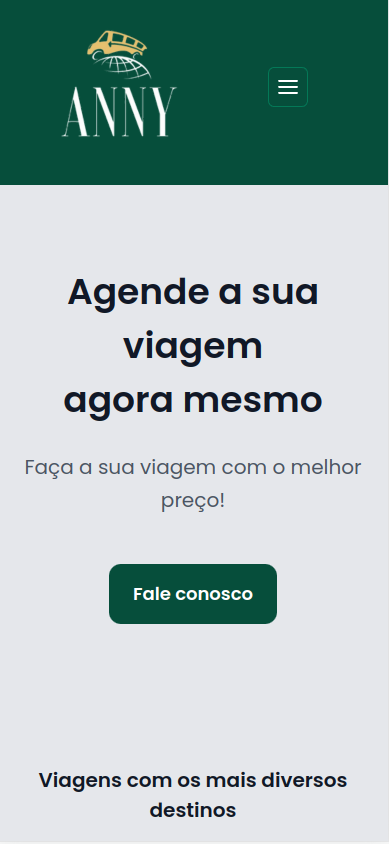 ANNY
Agende a sua
viagem
agora mesmo
Faça a sua viagem com o melhor
preço!
Fale conosco
Viagens com os mais diversos
destinos